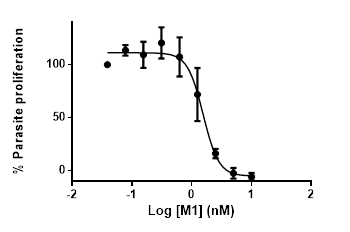 % Parasite proliferation
100
50
0
-2 -1 0 1 2
Log [M1] (nM)